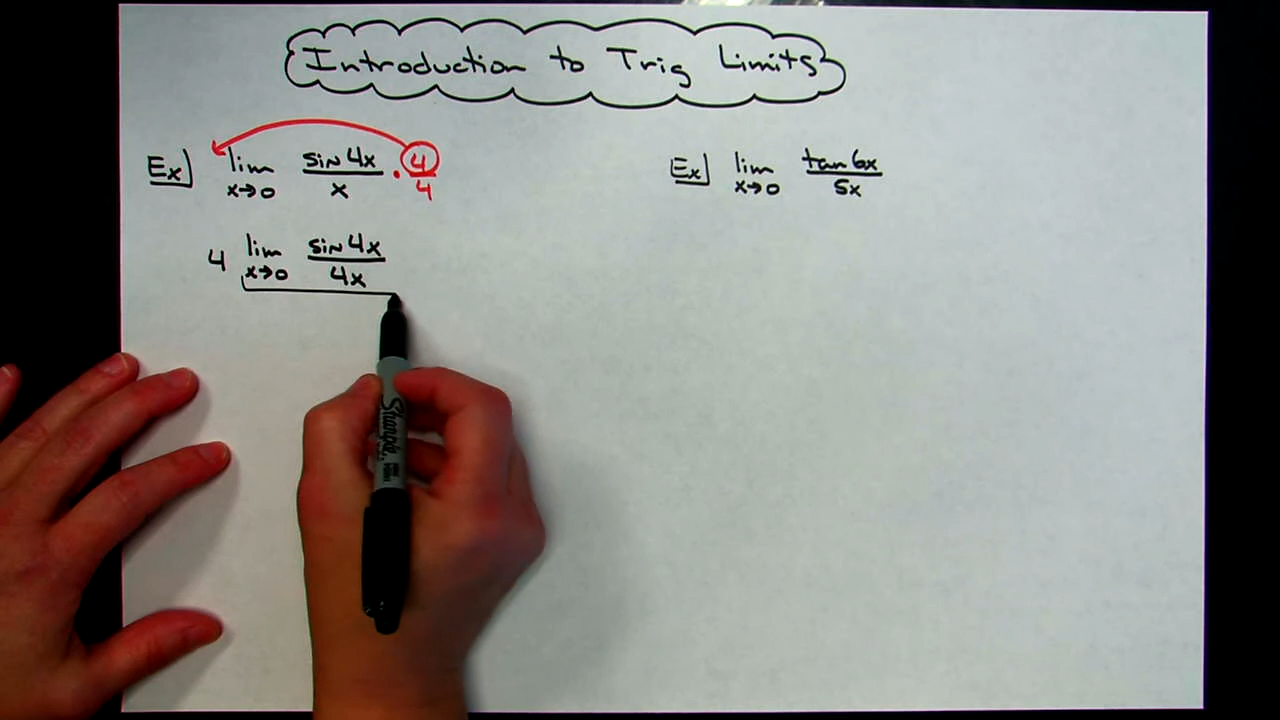 Introduction to Trig Limits
Ex] lim x→0 sin 4x / x · 4/4
4 lim x→0 sin 4x / 4x
Ex] lim x→0 tan 6x / 5x
Sharpie